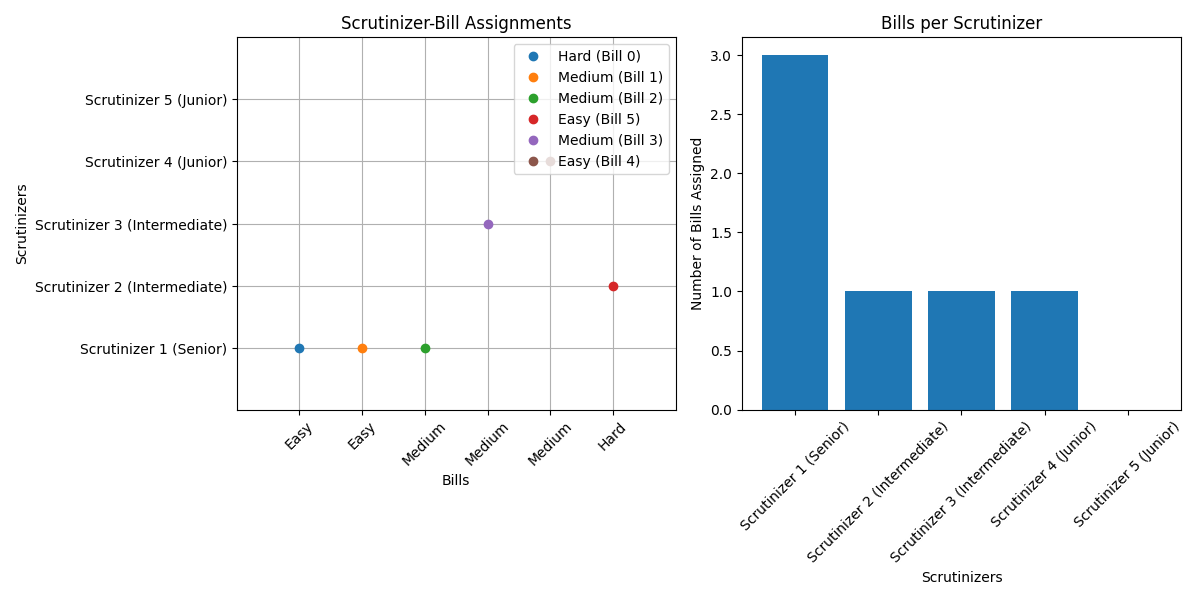 Scrutinizer-Bill Assignments
Hard (Bill 0)
Medium (Bill 1)
Medium (Bill 2)
Easy (Bill 5)
Medium (Bill 3)
Easy (Bill 4)
Scrutinizers
Scrutinizer 5 (Junior)
Scrutinizer 4 (Junior)
Scrutinizer 3 (Intermediate)
Scrutinizer 2 (Intermediate)
Scrutinizer 1 (Senior)
Easy
Easy
Medium
Medium
Medium
Hard
Bills
Bills per Scrutinizer
Number of Bills Assigned
3.0
2.5
2.0
1.5
1.0
0.5
0.0
Scrutinizer 1 (Senior)
Scrutinizer 2 (Intermediate)
Scrutinizer 3 (Intermediate)
Scrutinizer 4 (Junior)
Scrutinizer 5 (Junior)
Scrutinizers